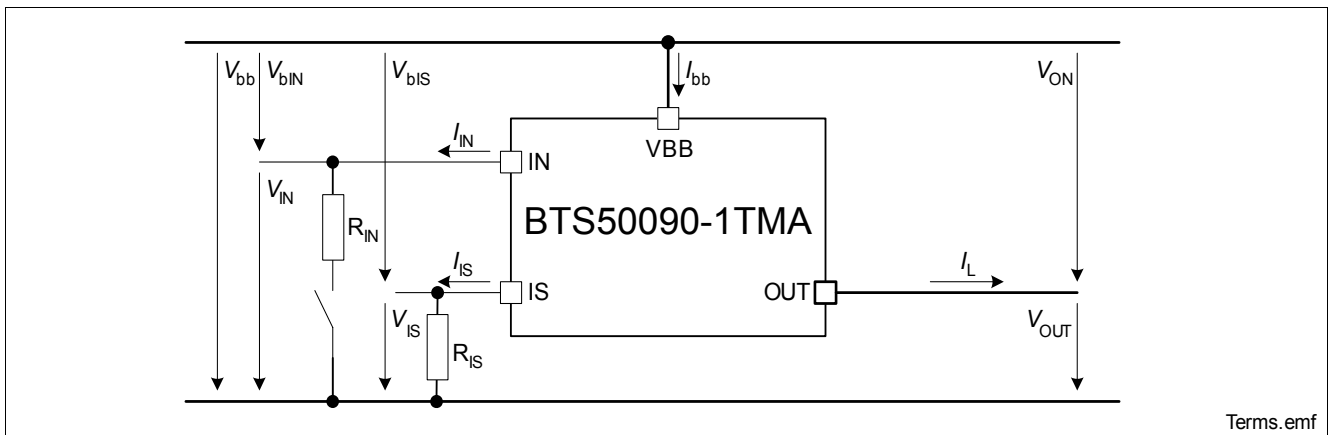 Vbb VbIN VbIS Ibb VON
IIN
IN VBB
VIN
RIN BTS50090-1TMA
IIS IL
IS OUT
VIS VOUT
RIS
Terms.emf